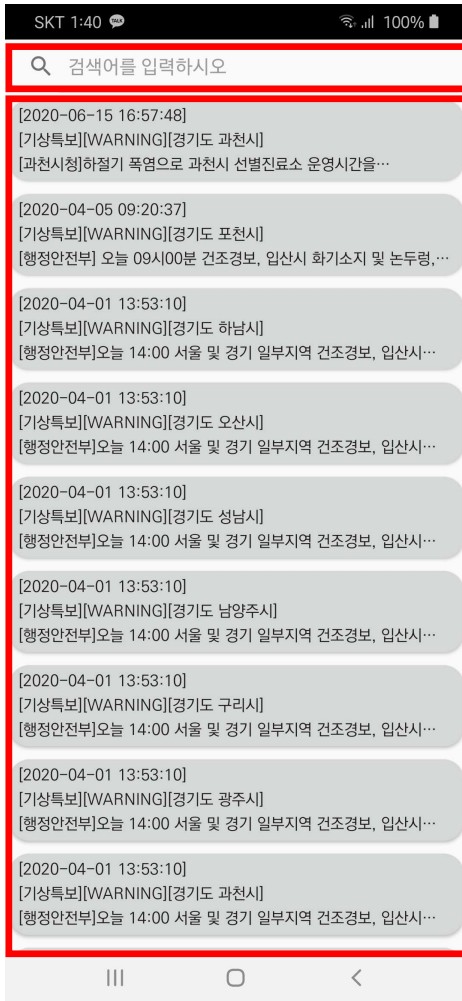 SKT 1:40 TALK 100%
검색어를 입력하시오
[2020-06-15 16:57:48]
[기상특보][WARNING][경기도 과천시]
[과천시청]하절기 폭염으로 과천시 선별진료소 운영시간을…
[2020-04-05 09:20:37]
[기상특보][WARNING][경기도 포천시]
[행정안전부] 오늘 09시00분 건조경보, 입산시 화기소지 및 논두렁,…
[2020-04-01 13:53:10]
[기상특보][WARNING][경기도 하남시]
[행정안전부]오늘 14:00 서울 및 경기 일부지역 건조경보, 입산시…
[2020-04-01 13:53:10]
[기상특보][WARNING][경기도 오산시]
[행정안전부]오늘 14:00 서울 및 경기 일부지역 건조경보, 입산시…
[2020-04-01 13:53:10]
[기상특보][WARNING][경기도 성남시]
[행정안전부]오늘 14:00 서울 및 경기 일부지역 건조경보, 입산시…
[2020-04-01 13:53:10]
[기상특보][WARNING][경기도 남양주시]
[행정안전부]오늘 14:00 서울 및 경기 일부지역 건조경보, 입산시…
[2020-04-01 13:53:10]
[기상특보][WARNING][경기도 구리시]
[행정안전부]오늘 14:00 서울 및 경기 일부지역 건조경보, 입산시…
[2020-04-01 13:53:10]
[기상특보][WARNING][경기도 광주시]
[행정안전부]오늘 14:00 서울 및 경기 일부지역 건조경보, 입산시…
[2020-04-01 13:53:10]
[기상특보][WARNING][경기도 과천시]
[행정안전부]오늘 14:00 서울 및 경기 일부지역 건조경보, 입산시…